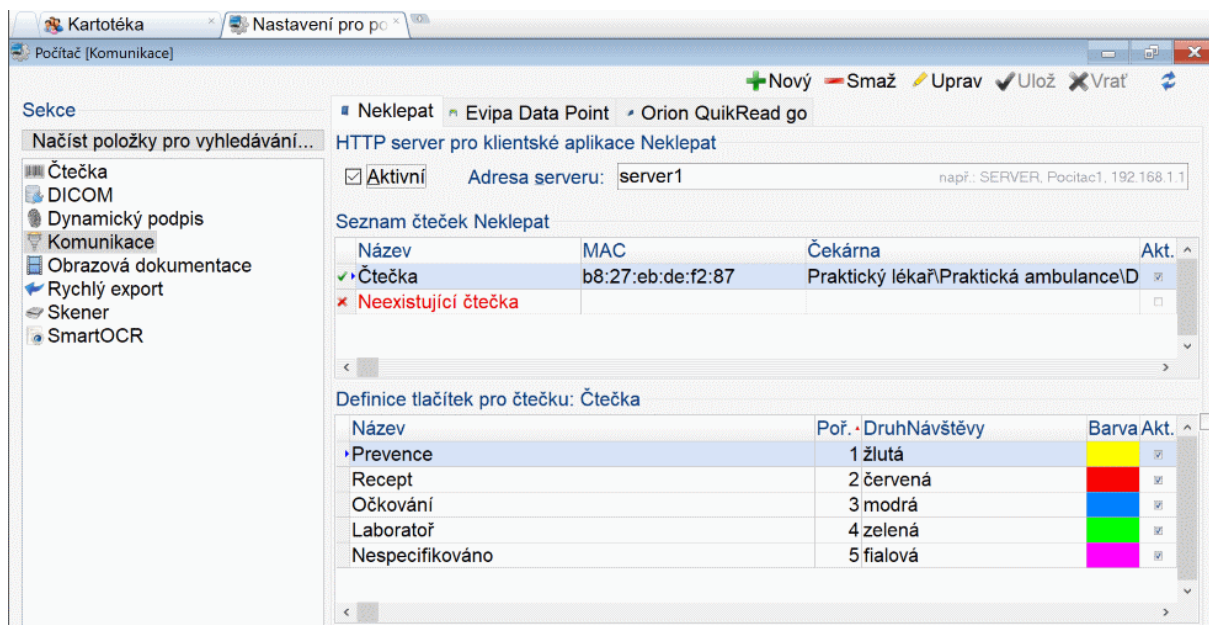 Kartotéka Nastavení pro po
Počítač [Komunikace]
Nový Smaž Uprav Ulož Vrať
Sekce
Načíst položky pro vyhledávání...
Čtečka
DICOM
Dynamický podpis
Komunikace
Obrazová dokumentace
Rychlý export
Skener
SmartOCR
Neklepat Evipa Data Point Orion QuikRead go
HTTP server pro klientské aplikace Neklepat
Aktivní Adresa serveru: server1 např.: SERVER, Pocitac1, 192.168.1.1
Seznam čteček Neklepat
Název MAC Čekárna Akt.
Čtečka b8:27:eb:de:f2:87 Praktický lékař\Praktická ambulance\D
Neexistující čtečka
Definice tlačítek pro čtečku: Čtečka
Název Poř. DruhNávštěvy Barva Akt.
Prevence 1 žlutá
Recept 2 červená
Očkování 3 modrá
Laboratoř 4 zelená
Nespecifikováno 5 fialová